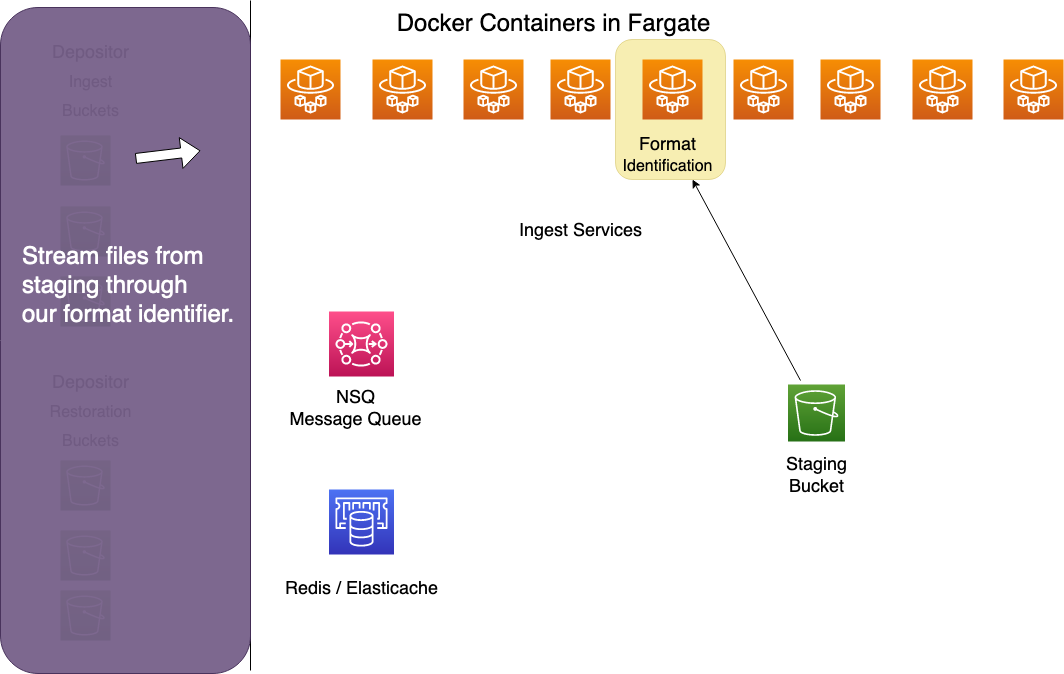 Docker Containers in Fargate
Depositor
Ingest
Buckets
Format
Identification
Ingest Services
Stream files from
staging through
our format identifier.
NSQ
Message Queue
Depositor
Restoration
Buckets
Staging
Bucket
Redis / Elasticache